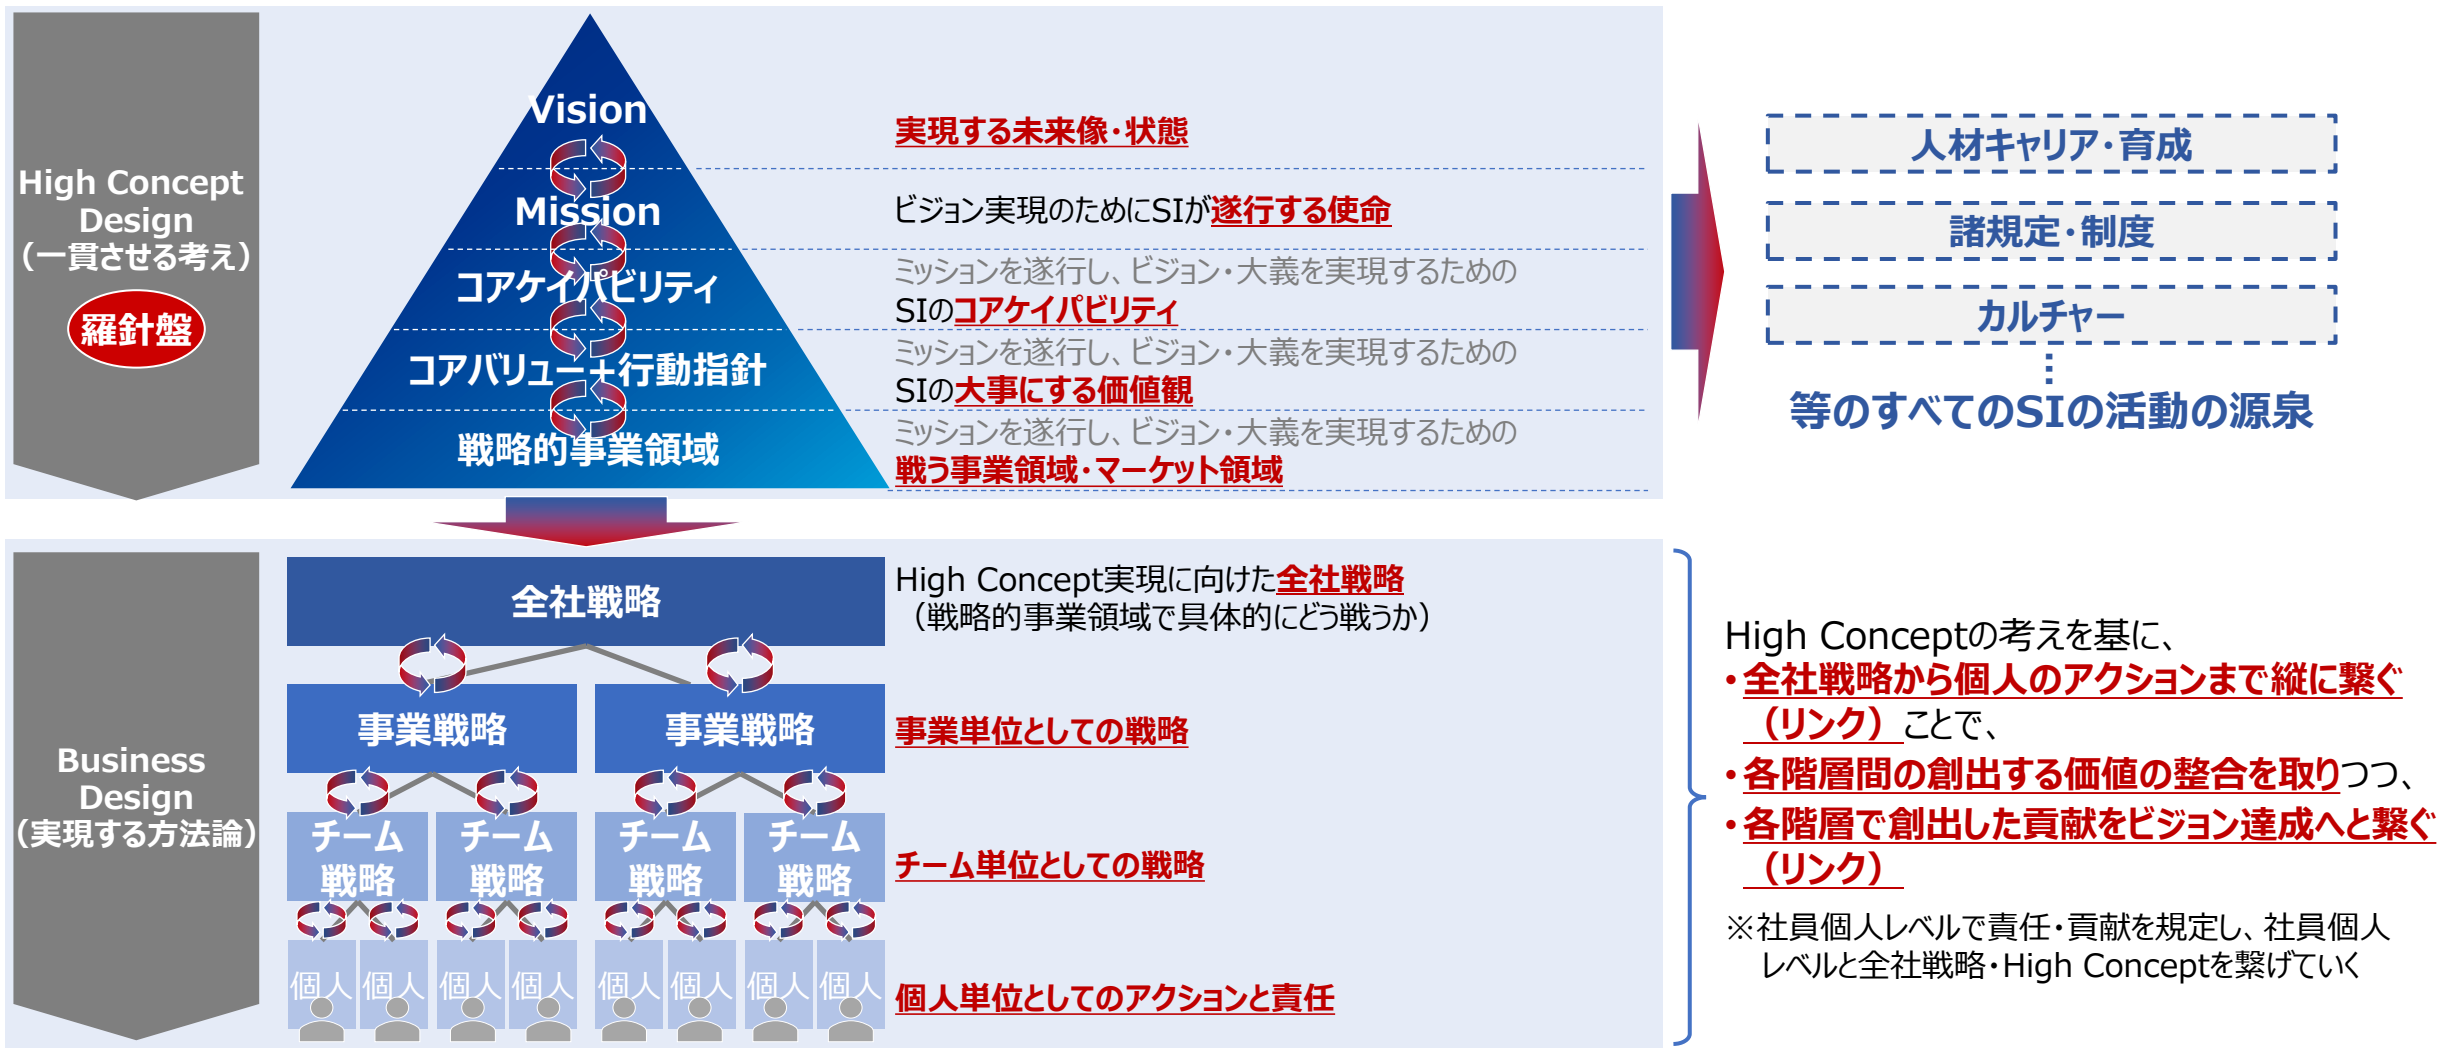 High Concept
Design
（一貫させる考え）
羅針盤
Vision
Mission
コアケイパビリティ
コアバリュー＋行動指針
戦略的事業領域
実現する未来像・状態
ビジョン実現のためにSIが遂行する使命
ミッションを遂行し、ビジョン・大義を実現するための
SIのコアケイパビリティ
ミッションを遂行し、ビジョン・大義を実現するための
SIの大事にする価値観
ミッションを遂行し、ビジョン・大義を実現するための
戦う事業領域・マーケット領域
人材キャリア・育成
諸規定・制度
カルチャー
⋮
等のすべてのSIの活動の源泉
Business
Design
（実現する方法論）
全社戦略
事業戦略 事業戦略
チーム チーム チーム チーム
戦略 戦略 戦略 戦略
個人 個人 個人 個人 個人 個人 個人 個人
High Concept実現に向けた全社戦略
（戦略的事業領域で具体的にどう戦うか）
事業単位としての戦略
チーム単位としての戦略
個人単位としてのアクションと責任
High Conceptの考えを基に、
・全社戦略から個人のアクションまで縦に繋ぐ
（リンク）ことで、
・各階層間の創出する価値の整合を取りつつ、
・各階層で創出した貢献をビジョン達成へと繋ぐ
（リンク）
※社員個人レベルで責任・貢献を規定し、社員個人
レベルと全社戦略・High Conceptを繋げていく